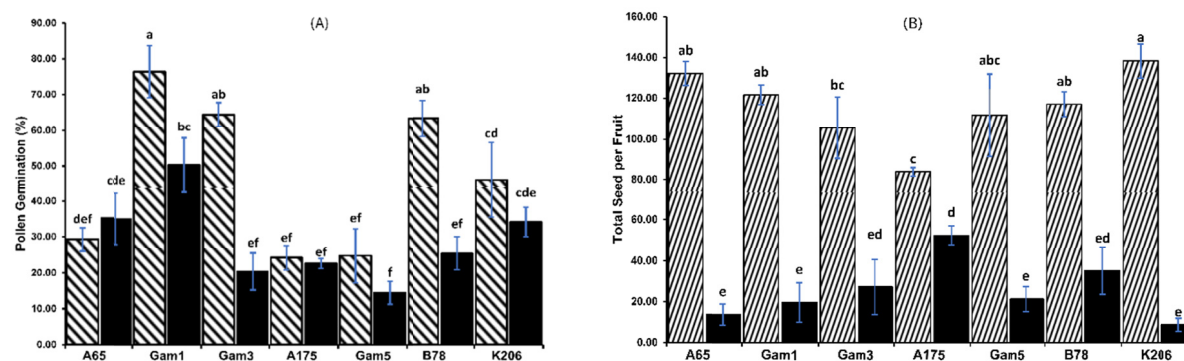 (A)
Pollen Germination (%)
90.00
80.00
70.00
60.00
50.00
40.00
30.00
20.00
10.00
0.00
def
cde
a
bc
ab
ef
ef
ef
ef
f
ab
ef
cd
cde
A65 Gam1 Gam3 A175 Gam5 B78 K206
(B)
Total Seed per Fruit
160.00
140.00
120.00
100.00
80.00
60.00
40.00
20.00
0.00
ab
e
ab
e
bc
ed
c
d
abc
e
ab
ed
a
e
A65 Gam1 Gam3 A175 Gam5 B78 K206